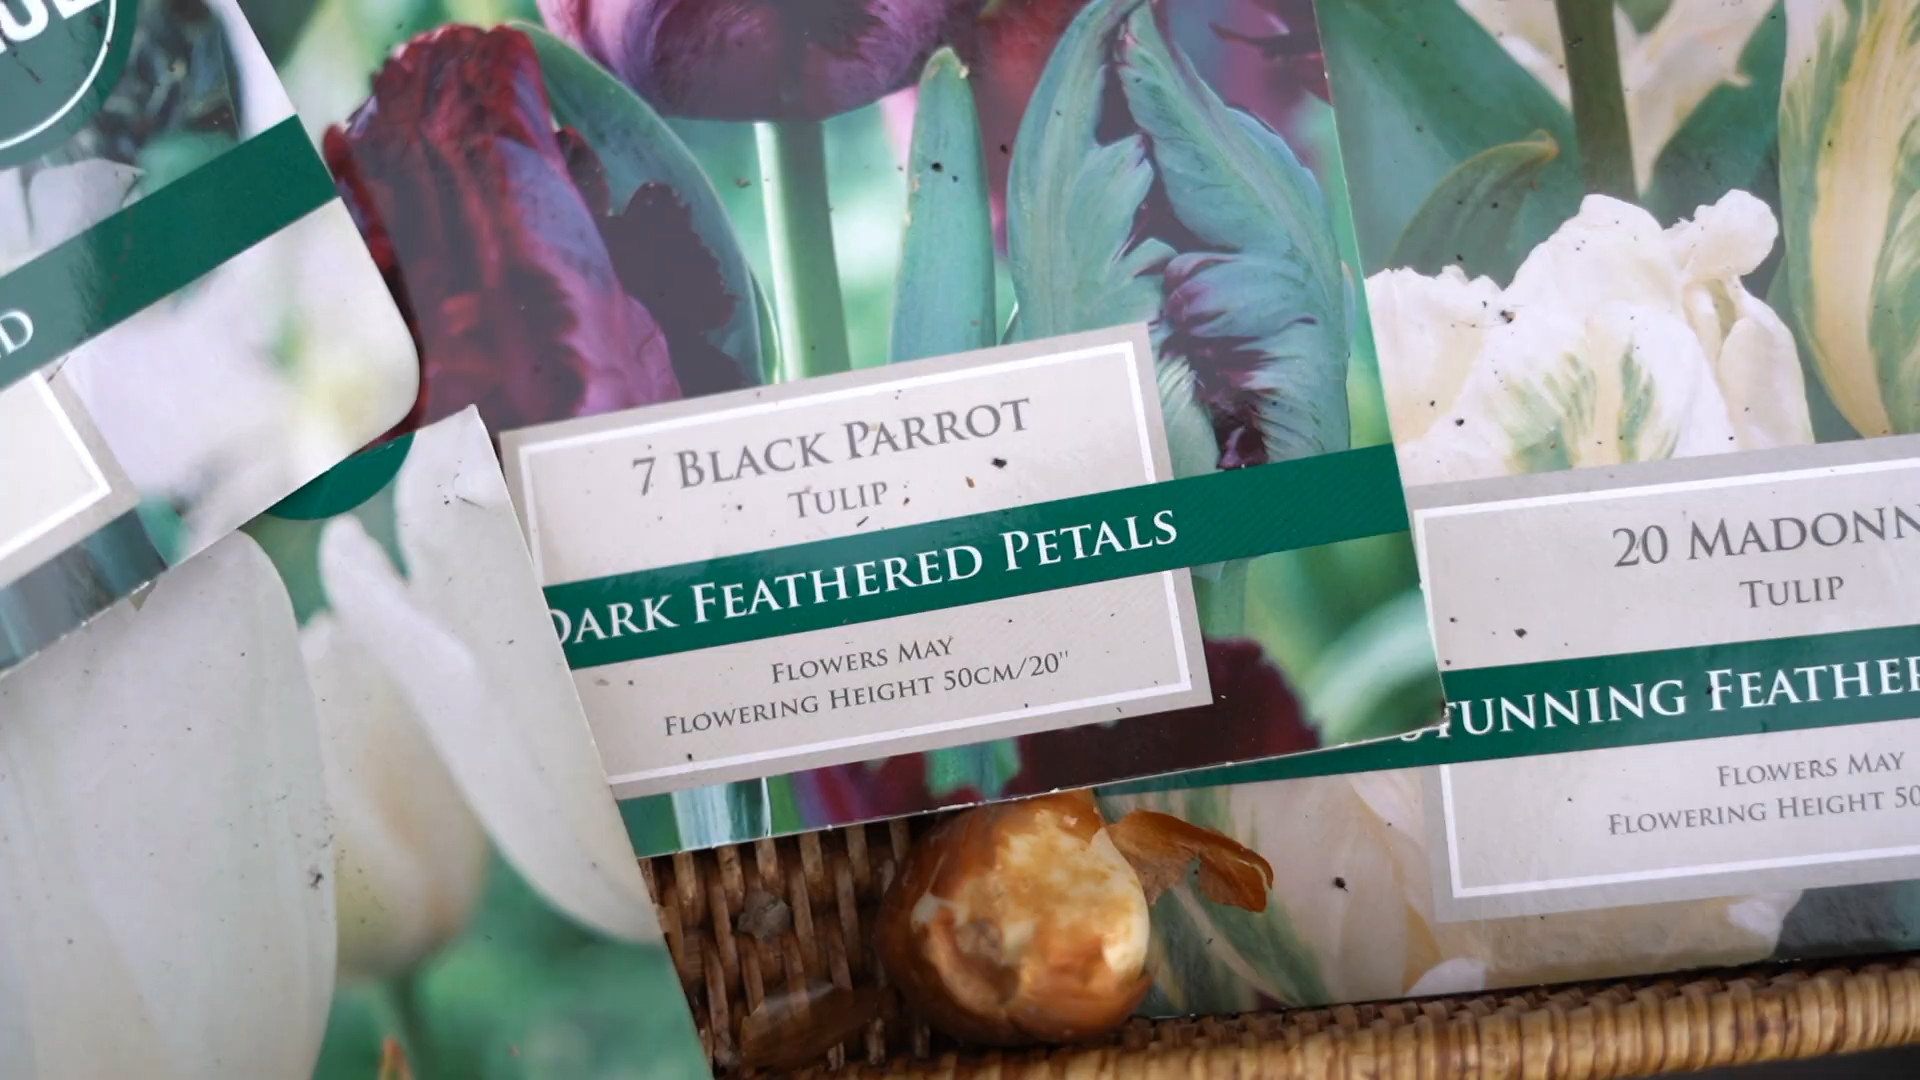 7 BLACK PARROT
TULIP
DARK FEATHERED PETALS
FLOWERS MAY
FLOWERING HEIGHT 50CM/20"
20 MADONN
TULIP
STUNNING FEATHER
FLOWERS MAY
FLOWERING HEIGHT 50